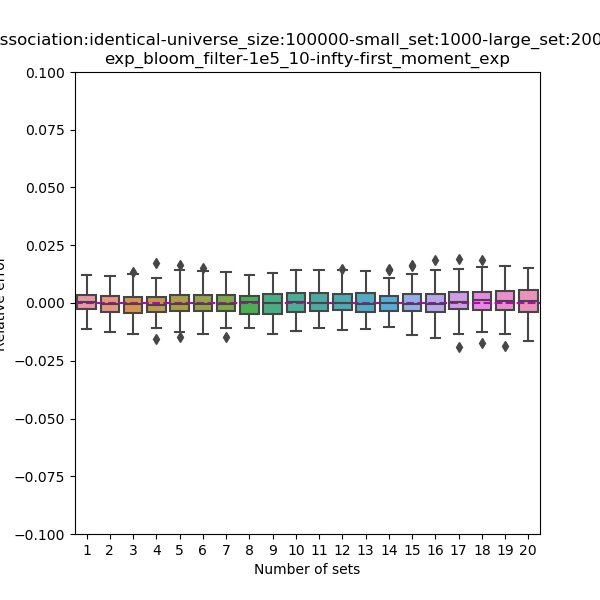 ssociation:identical-universe_size:100000-small_set:1000-large_set:200
exp_bloom_filter-1e5_10-infty-first_moment_exp
0.100
0.075
0.050
0.025
0.000
−0.025
−0.050
−0.075
−0.100
Relative error
1 2 3 4 5 6 7 8 9 10 11 12 13 14 15 16 17 18 19 20
Number of sets